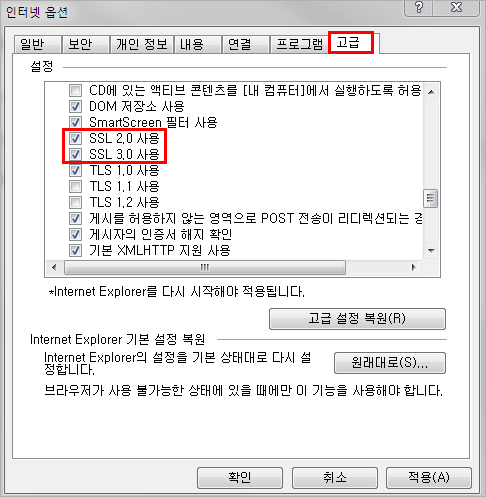 인터넷 옵션
일반 보안 개인 정보 내용 연결 프로그램 고급
설정
CD에 있는 액티브 콘텐츠를 [내 컴퓨터]에서 실행하도록 허용
DOM 저장소 사용
SmartScreen 필터 사용
SSL 2,0 사용
SSL 3,0 사용
TLS 1,0 사용
TLS 1,1 사용
TLS 1,2 사용
게시를 허용하지 않는 영역으로 POST 전송이 리디렉션되는 경
게시자의 인증서 해지 확인
기본 XMLHTTP 지원 사용
*Internet Explorer를 다시 시작해야 적용됩니다.
고급 설정 복원(R)
Internet Explorer 기본 설정 복원
Internet Explorer의 설정을 기본 상태대로 다시 설
정합니다.
원래대로(S)...
브라우저가 사용 불가능한 상태에 있을 때에만 이 기능을 사용해야 합니다.
확인 취소 적용(A)